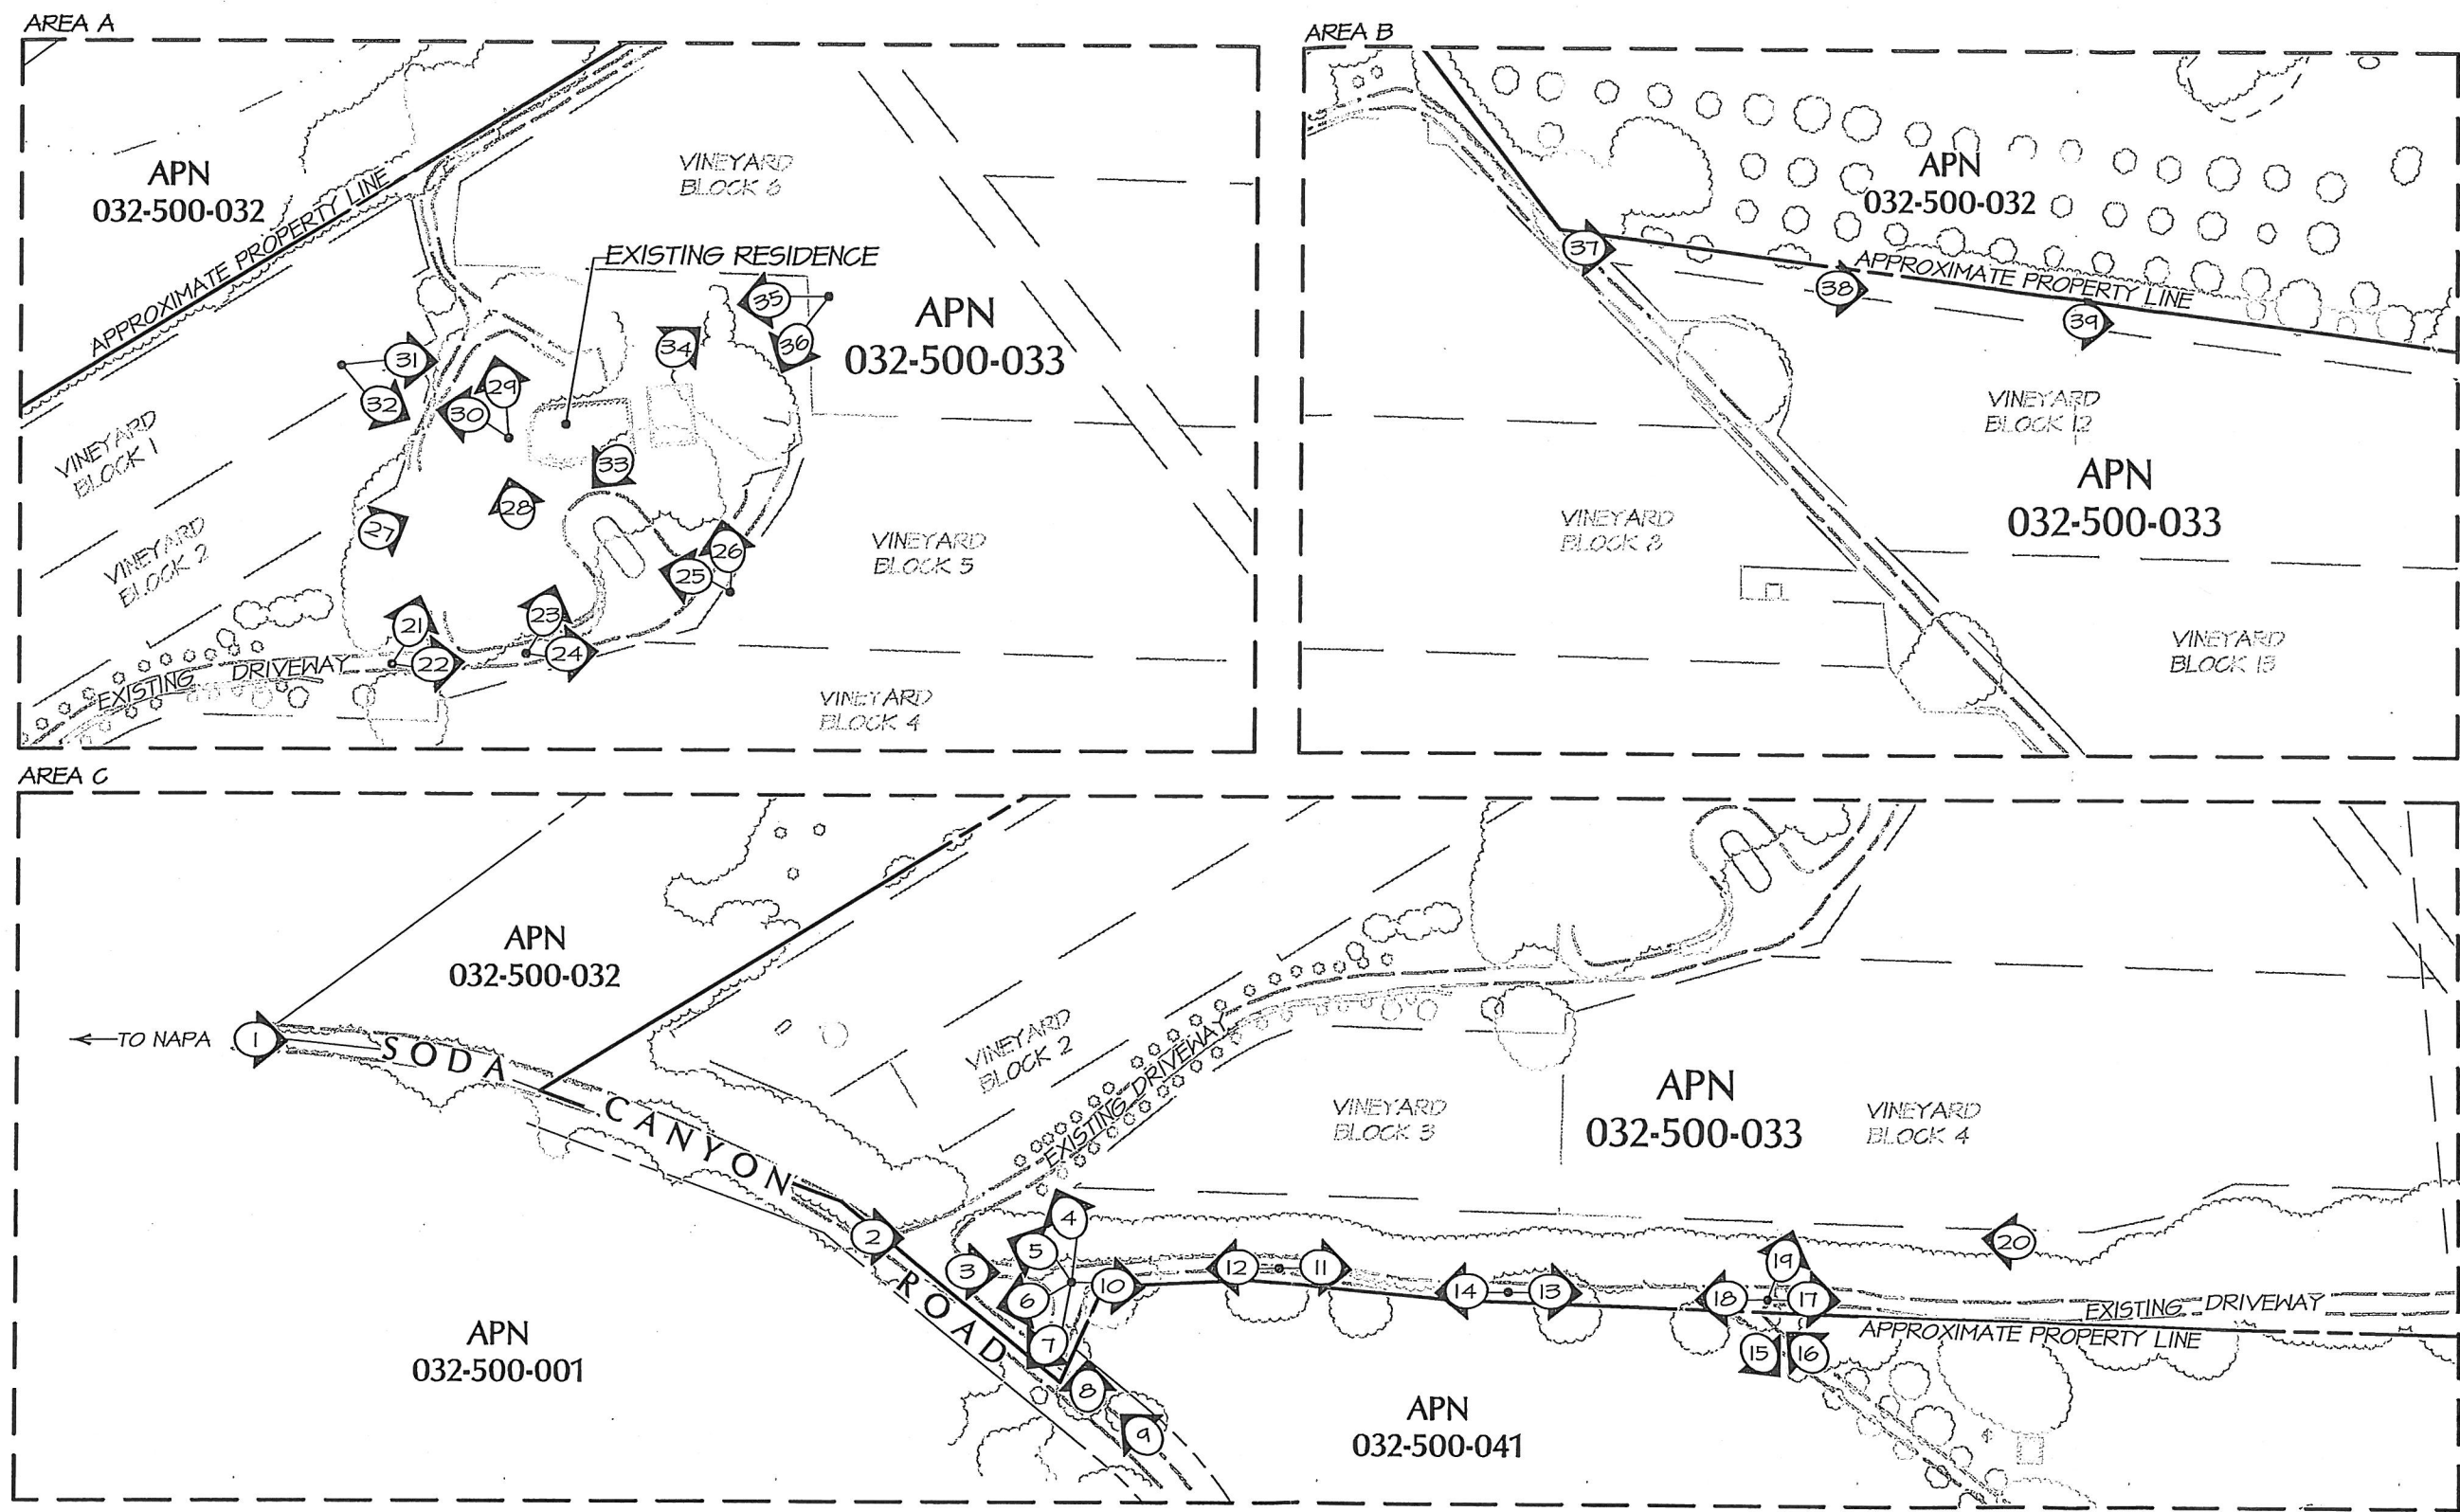 AREA A
APN
032-500-032
APPROXIMATE PROPERTY LINE
VINEYARD
BLOCK 6
EXISTING RESIDENCE
APN
032-500-033
35
36
34
31
32
29
30
33
28
27
26
25
23
24
21
22
VINEYARD
BLOCK 1
VINEYARD
BLOCK 2
VINEYARD
BLOCK 5
EXISTING DRIVEWAY
VINEYARD
BLOCK 4
AREA B
APN
032-500-032
37
38
39
APPROXIMATE PROPERTY LINE
VINEYARD
BLOCK 12
APN
032-500-033
VINEYARD
BLOCK 8
VINEYARD
BLOCK 13
AREA C
APN
032-500-032
TO NAPA
1
SODA CANYON ROAD
VINEYARD
BLOCK 2
EXISTING DRIVEWAY
VINEYARD
BLOCK 3
APN
032-500-033
VINEYARD
BLOCK 4
2
3
4
5
6
7
8
9
10
12
11
14
13
18
19
17
15
16
20
EXISTING DRIVEWAY
APPROXIMATE PROPERTY LINE
APN
032-500-001
APN
032-500-041